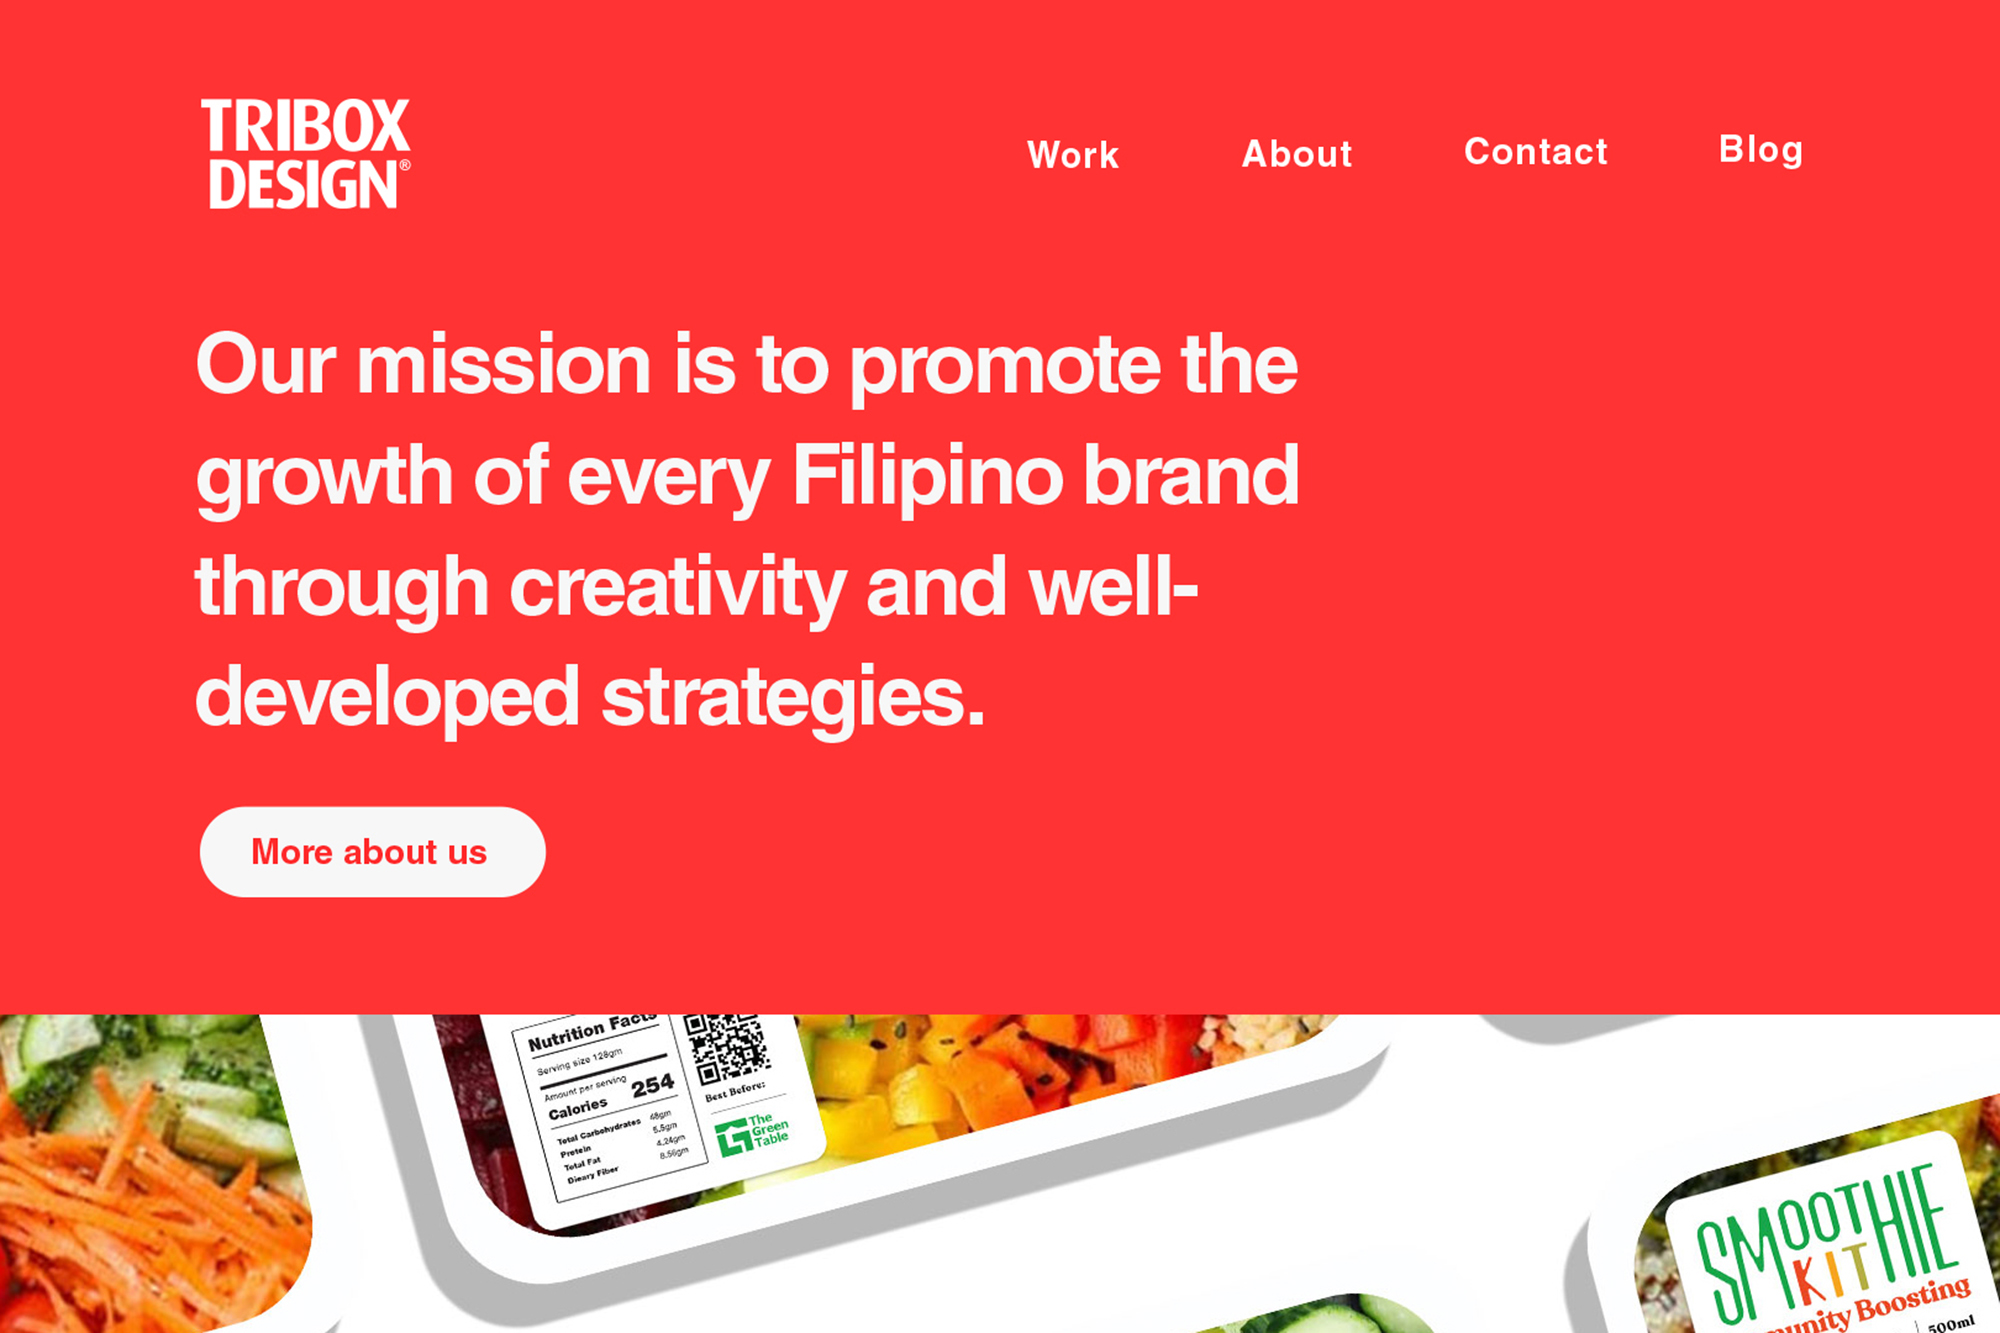 TRIBOX
DESIGN®
Work About Contact Blog
Our mission is to promote the
growth of every Filipino brand
through creativity and well-
developed strategies.
More about us
Nutrition Facts
Serving size 128gm
Amount per serving
Calories 254
Total Carbohydrates 48gm
Protein 5.5gm
Total Fat 4.24gm
Dieary Fiber 8.56gm
Best Before:
The
Green
Table
SMOOTHIE
KIT
Boosting
500ml